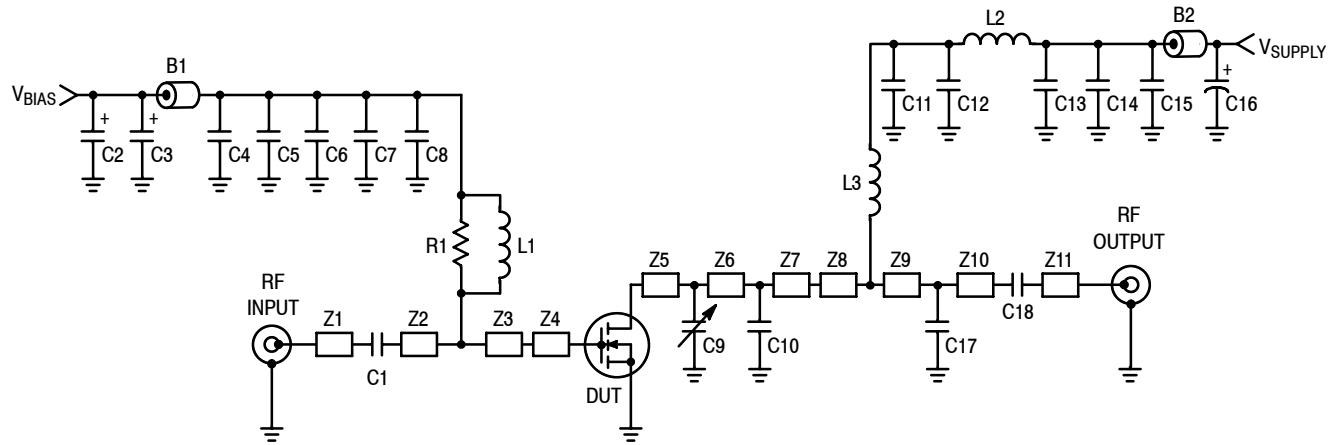 L2
B2
V_SUPPLY
B1
V_BIAS
+
C11
C12
C13
C14
C15
C16
+
+
C2
C3
C4
C5
C6
C7
C8
L3
R1
L1
RF
OUTPUT
Z5
Z6
Z7
Z8
Z9
Z10
Z11
RF
INPUT
C18
Z1
Z2
Z3
Z4
C9
C10
C17
C1
DUT